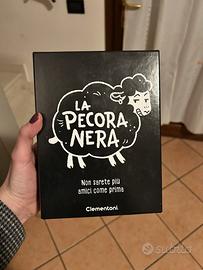 LA
PECORA
NERA
Non sarete più
amici come prima
Clementoni
subito